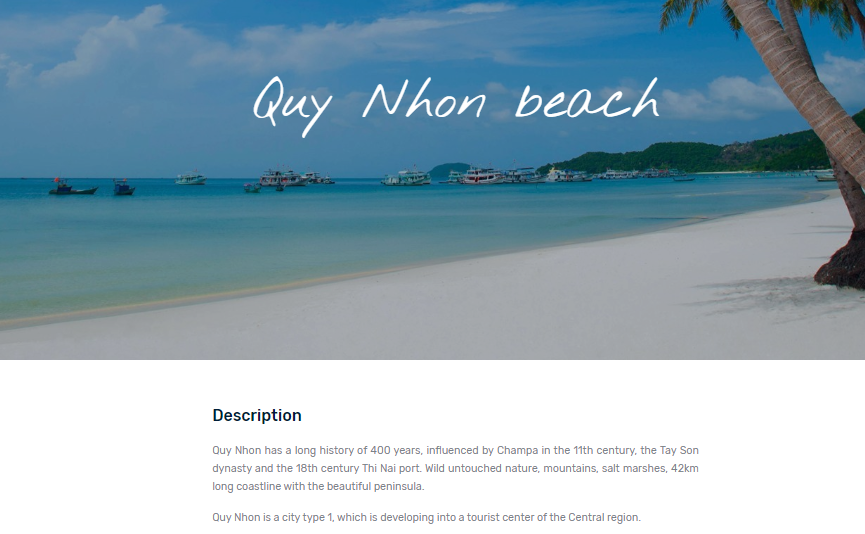 Quy Nhon beach
Description
Quy Nhon has a long history of 400 years, influenced by Champa in the 11th century, the Tay Son
dynasty and the 18th century Thi Nai port. Wild untouched nature, mountains, salt marshes, 42km
long coastline with the beautiful peninsula.
Quy Nhon is a city type 1, which is developing into a tourist center of the Central region.